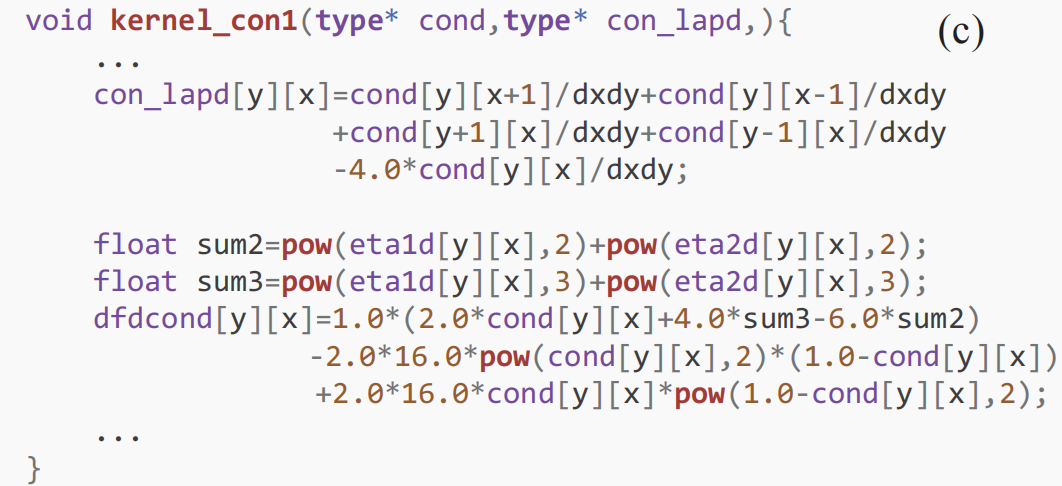 void kernel_con1(type* cond,type* con_lapd,){
(c)
...
con_lapd[y][x]=cond[y][x+1]/dxdy+cond[y][x-1]/dxdy
+cond[y+1][x]/dxdy+cond[y-1][x]/dxdy
-4.0*cond[y][x]/dxdy;
float sum2=pow(eta1d[y][x],2)+pow(eta2d[y][x],2);
float sum3=pow(eta1d[y][x],3)+pow(eta2d[y][x],3);
dfdcond[y][x]=1.0*(2.0*cond[y][x]+4.0*sum3-6.0*sum2)
-2.0*16.0*pow(cond[y][x],2)*(1.0-cond[y][x])
+2.0*16.0*cond[y][x]*pow(1.0-cond[y][x],2);
...
}